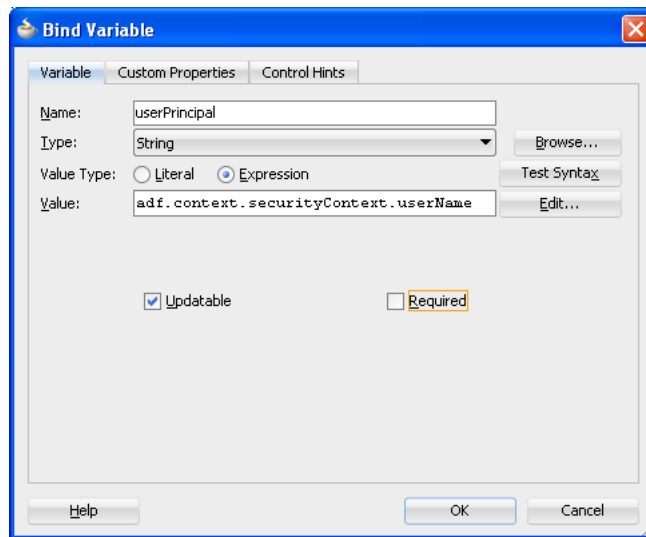 Bind Variable
Variable Custom Properties Control Hints
Name: userPrincipal
Type: String Browse...
Value Type: Literal Expression Test Syntax
Value: adf.context.securityContext.userName Edit...
Updatable Required
Help OK Cancel